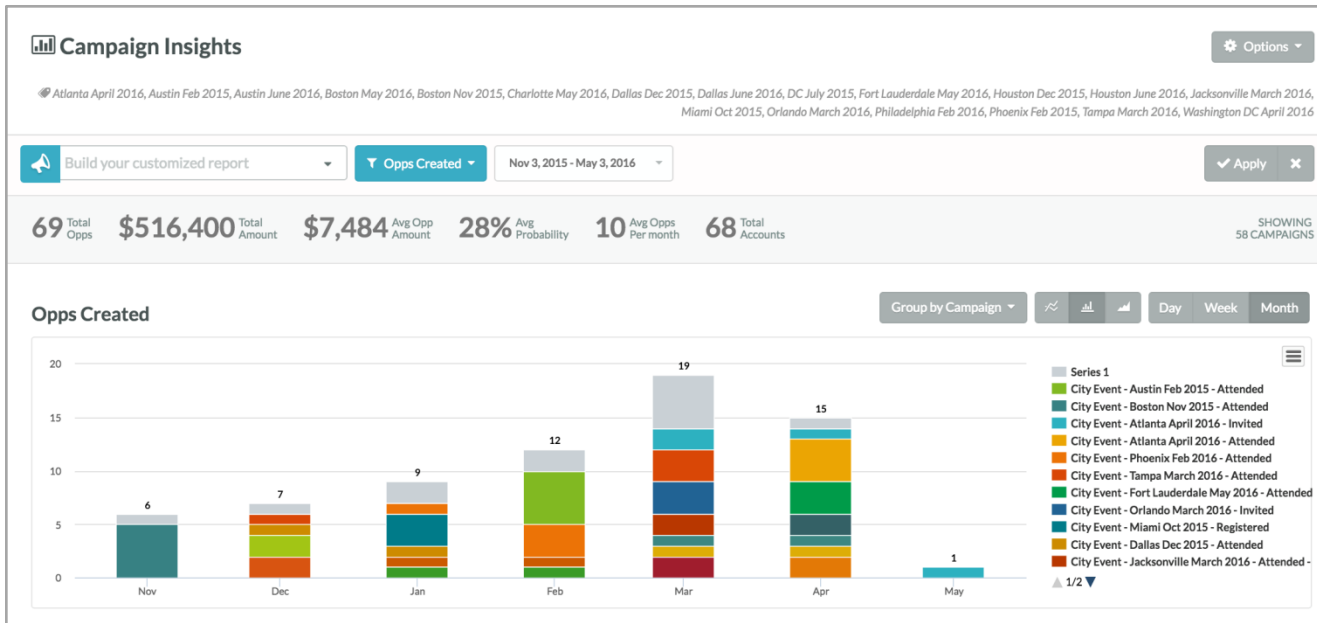 Campaign Insights
Options
Atlanta April 2016, Austin Feb 2015, Austin June 2016, Boston May 2016, Boston Nov 2015, Charlotte May 2016, Dallas Dec 2015, Dallas June 2016, DC July 2015, Fort Lauderdale May 2016, Houston Dec 2015, Houston June 2016, Jacksonville March 2016,
Miami Oct 2015, Orlando March 2016, Philadelphia Feb 2016, Phoenix Feb 2015, Tampa March 2016, Washington DC April 2016
Build your customized report
Opps Created
Nov 3, 2015 - May 3, 2016
Apply
69 Total Opps
$516,400 Total Amount
$7,484 Avg Opp Amount
28% Avg Probability
10 Avg Opps Per month
68 Total Accounts
SHOWING
58 CAMPAIGNS
Opps Created
Group by Campaign
Day
Week
Month
20
15
10
5
0
6
7
9
12
19
15
1
Nov
Dec
Jan
Feb
Mar
Apr
May
Series 1
City Event - Austin Feb 2015 - Attended
City Event - Boston Nov 2015 - Attended
City Event - Atlanta April 2016 - Invited
City Event - Atlanta April 2016 - Attended
City Event - Phoenix Feb 2016 - Attended
City Event - Tampa March 2016 - Attended
City Event - Fort Lauderdale May 2016 - Attended
City Event - Orlando March 2016 - Invited
City Event - Miami Oct 2015 - Registered
City Event - Dallas Dec 2015 - Attended
City Event - Jacksonville March 2016 - Attended -
1/2